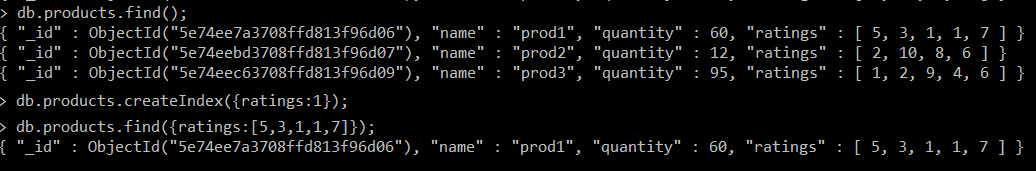 > db.products.find();
{ "_id" : ObjectId("5e74ee7a3708ffd813f96d06"), "name" : "prod1", "quantity" : 60, "ratings" : [ 5, 3, 1, 1, 7 ] }
{ "_id" : ObjectId("5e74eebd3708ffd813f96d07"), "name" : "prod2", "quantity" : 12, "ratings" : [ 2, 10, 8, 6 ] }
{ "_id" : ObjectId("5e74eec63708ffd813f96d09"), "name" : "prod3", "quantity" : 95, "ratings" : [ 1, 2, 9, 4, 6 ] }
> db.products.createIndex({ratings:1});
> db.products.find({ratings:[5,3,1,1,7]});
{ "_id" : ObjectId("5e74ee7a3708ffd813f96d06"), "name" : "prod1", "quantity" : 60, "ratings" : [ 5, 3, 1, 1, 7 ] }